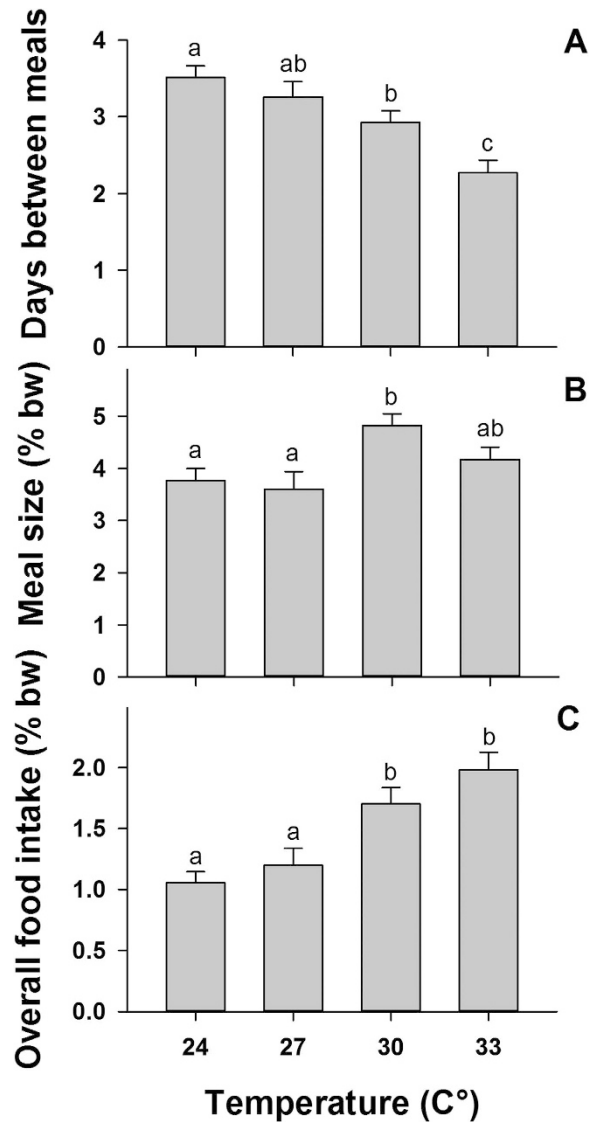 A
Days between meals
4
3
2
1
0
a
ab
b
c
B
Meal size (% bw)
5
4
3
2
1
0
a
a
b
ab
C
Overall food intake (% bw)
2.0
1.5
1.0
0.5
0.0
a
a
b
b
24 27 30 33
Temperature (C°)